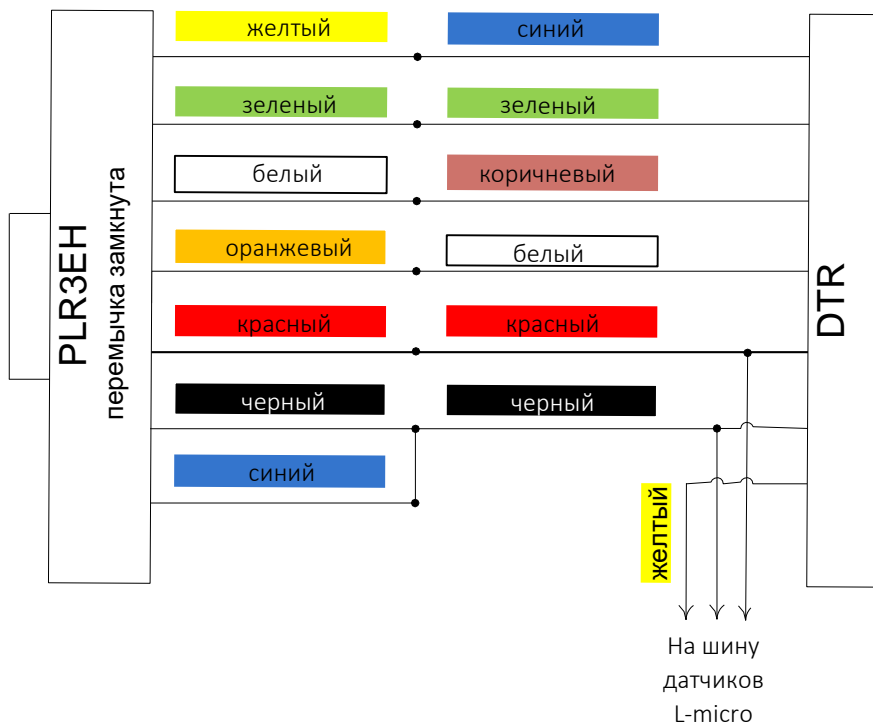 желтый
синий
зеленый
зеленый
белый
коричневый
оранжевый
белый
красный
красный
черный
черный
синий
PLR3EH
перемычка замкнута
DTR
желтый
На шину
датчиков
L-micro